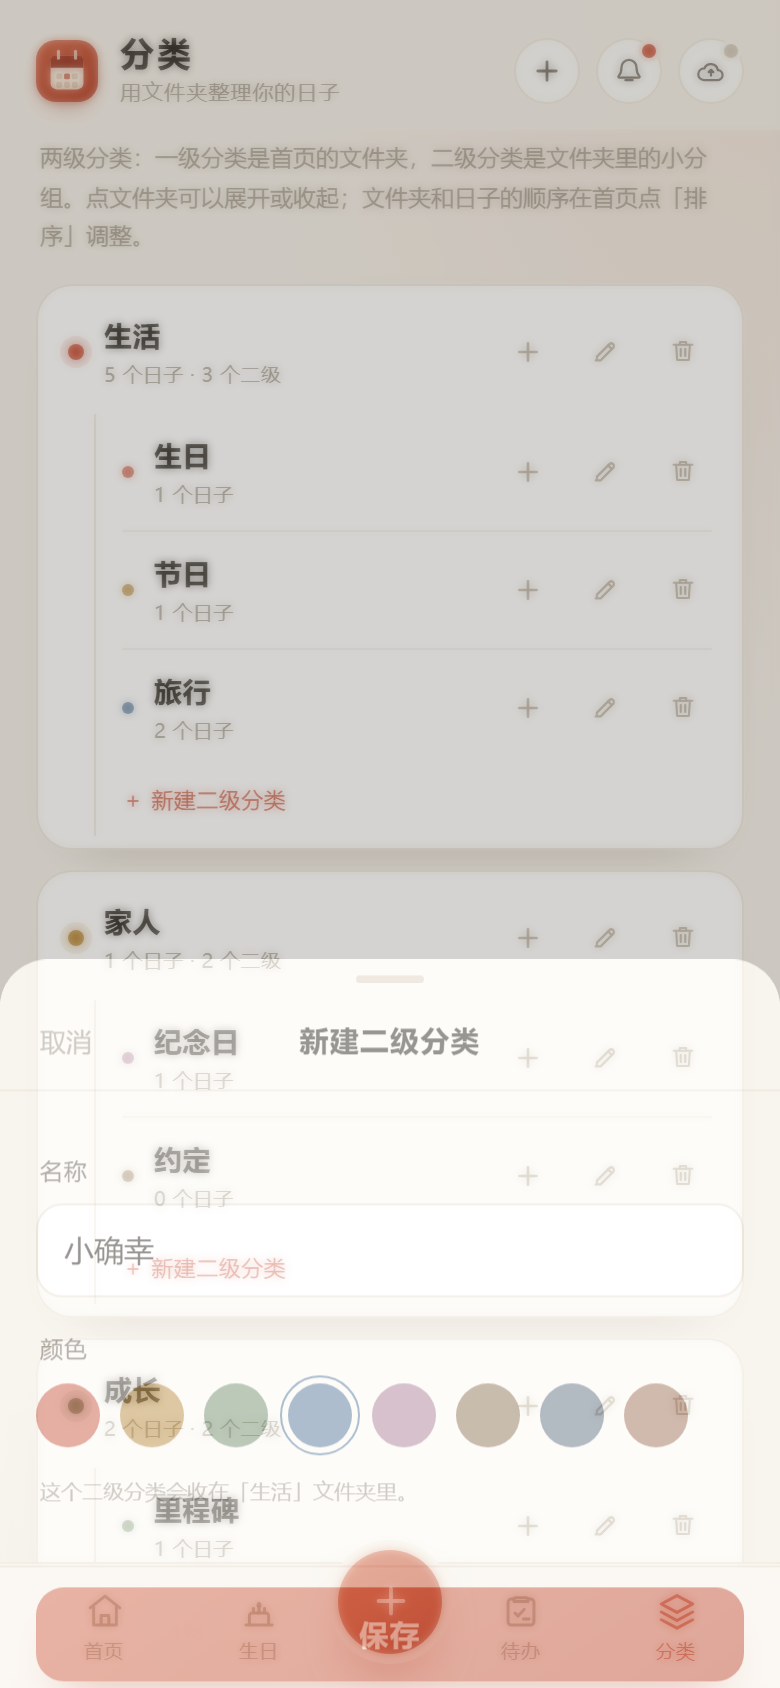 分类
用文件夹整理你的日子
两级分类：一级分类是首页的文件夹，二级分类是文件夹里的小分
组。点文件夹可以展开或收起；文件夹和日子的顺序在首页点「排
序」调整。
生活
5 个日子 · 3 个二级
生日
1 个日子
节日
1 个日子
旅行
2 个日子
+ 新建二级分类
家人
1 个日子 · 2 个二级
取消
新建二级分类
纪念日
1 个日子
名称
约定
0 个日子
小确幸
+ 新建二级分类
颜色
成长
2 个日子 · 2 个二级
这个二级分类会收在「生活」文件夹里。
里程碑
1 个日子
保存
首页
生日
待办
分类